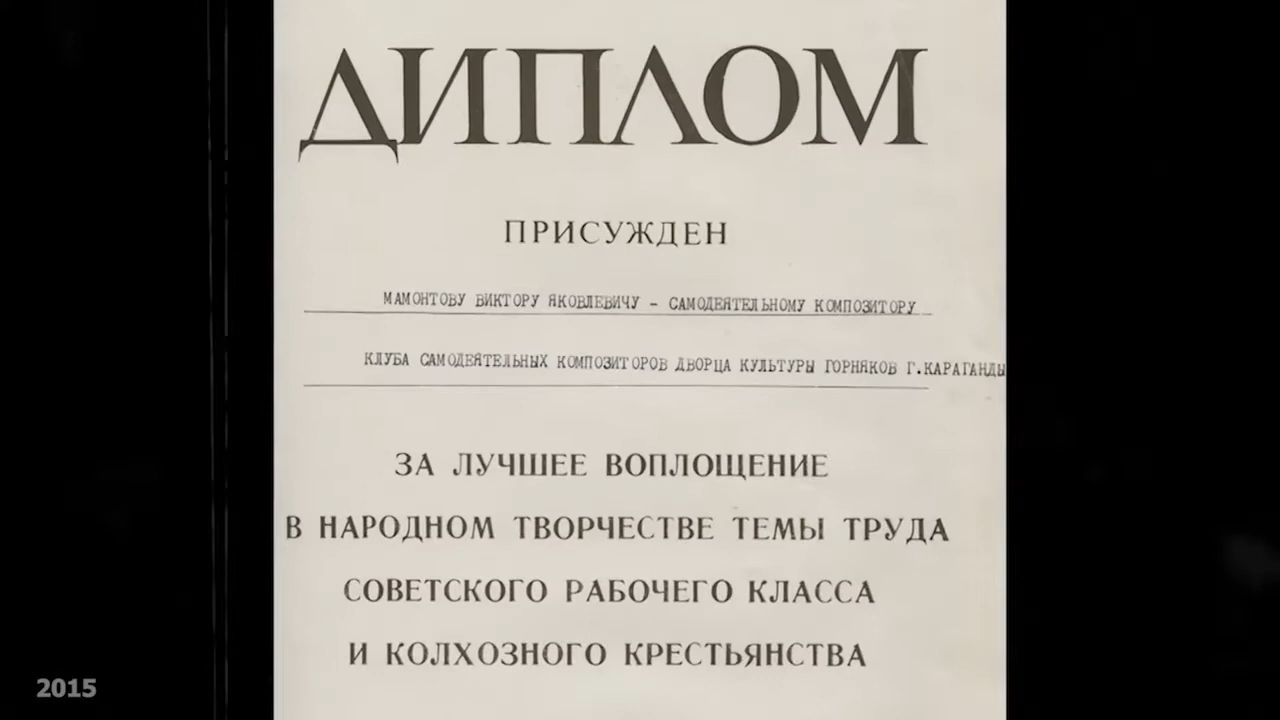 ДИПЛОМ
ПРИСУЖДЕН
МАМОНТОВУ ВИКТОРУ ЯКОВЛЕВИЧУ – САМОДЕЯТЕЛЬНОМУ КОМПОЗИТОРУ
КЛУБА САМОДЕЯТЕЛЬНЫХ КОМПОЗИТОРОВ ДВОРЦА КУЛЬТУРЫ ГОРНЯКОВ Г.КАРАГАНДЫ
ЗА ЛУЧШЕЕ ВОПЛОЩЕНИЕ
В НАРОДНОМ ТВОРЧЕСТВЕ ТЕМЫ ТРУДА
СОВЕТСКОГО РАБОЧЕГО КЛАССА
И КОЛХОЗНОГО КРЕСТЬЯНСТВА
2015